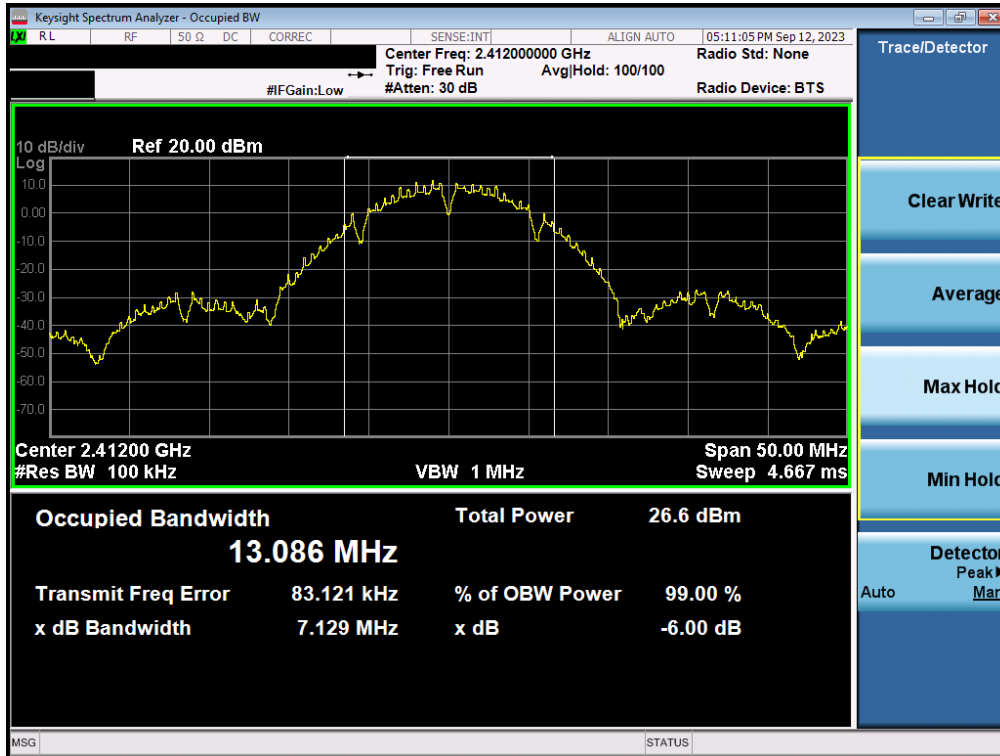 Keysight Spectrum Analyzer - Occupied BW
LXI RL RF 50 Ω DC CORREC SENSE:INT ALIGN AUTO 05:11:05 PM Sep 12, 2023
Center Freq: 2.412000000 GHz Radio Std: None
Trig: Free Run Avg|Hold: 100/100
#IFGain:Low #Atten: 30 dB Radio Device: BTS
Trace/Detector
10 dB/div Ref 20.00 dBm
Log
10.0
0.00
-10.0
-20.0
-30.0
-40.0
-50.0
-60.0
-70.0
Center 2.41200 GHz Span 50.00 MHz
#Res BW 100 kHz VBW 1 MHz Sweep 4.667 ms
Clear Write
Average
Max Hold
Min Hold
Detector
Peak
Auto Man
Occupied Bandwidth Total Power 26.6 dBm
13.086 MHz
Transmit Freq Error 83.121 kHz % of OBW Power 99.00 %
x dB Bandwidth 7.129 MHz x dB -6.00 dB
MSG STATUS